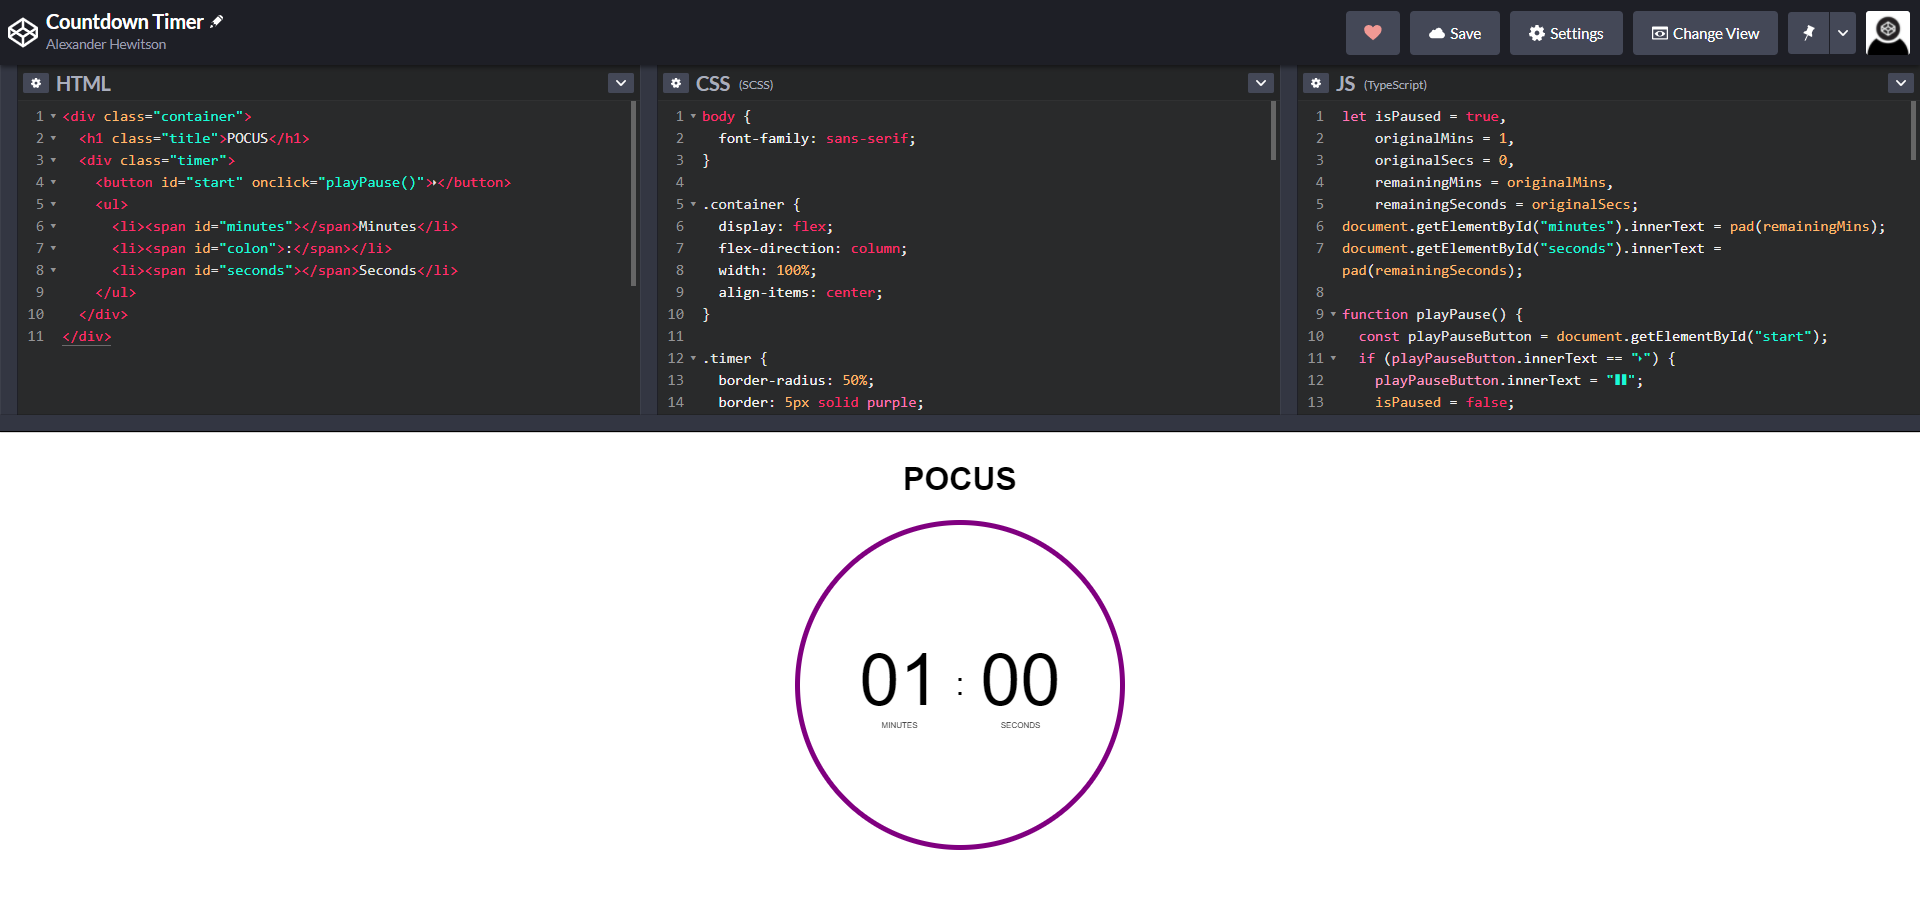 Countdown Timer
Alexander Hewitson
Save
Settings
Change View
HTML
1 <div class="container">
2 <h1 class="title">POCUS</h1>
3 <div class="timer">
4 <button id="start" onclick="playPause()">⏵</button>
5 <ul>
6 <li><span id="minutes"></span>Minutes</li>
7 <li><span id="colon">:</span></li>
8 <li><span id="seconds"></span>Seconds</li>
9 </ul>
10 </div>
11 </div>
CSS (SCSS)
1 body {
2 font-family: sans-serif;
3 }
4
5 .container {
6 display: flex;
7 flex-direction: column;
8 width: 100%;
9 align-items: center;
10 }
11
12 .timer {
13 border-radius: 50%;
14 border: 5px solid purple;
JS (TypeScript)
1 let isPaused = true,
2 originalMins = 1,
3 originalSecs = 0,
4 remainingMins = originalMins,
5 remainingSeconds = originalSecs;
6 document.getElementById("minutes").innerText = pad(remainingMins);
7 document.getElementById("seconds").innerText =
pad(remainingSeconds);
8
9 function playPause() {
10 const playPauseButton = document.getElementById("start");
11 if (playPauseButton.innerText == "⏵") {
12 playPauseButton.innerText = "⏸";
13 isPaused = false;
POCUS
01 : 00
MINUTES SECONDS